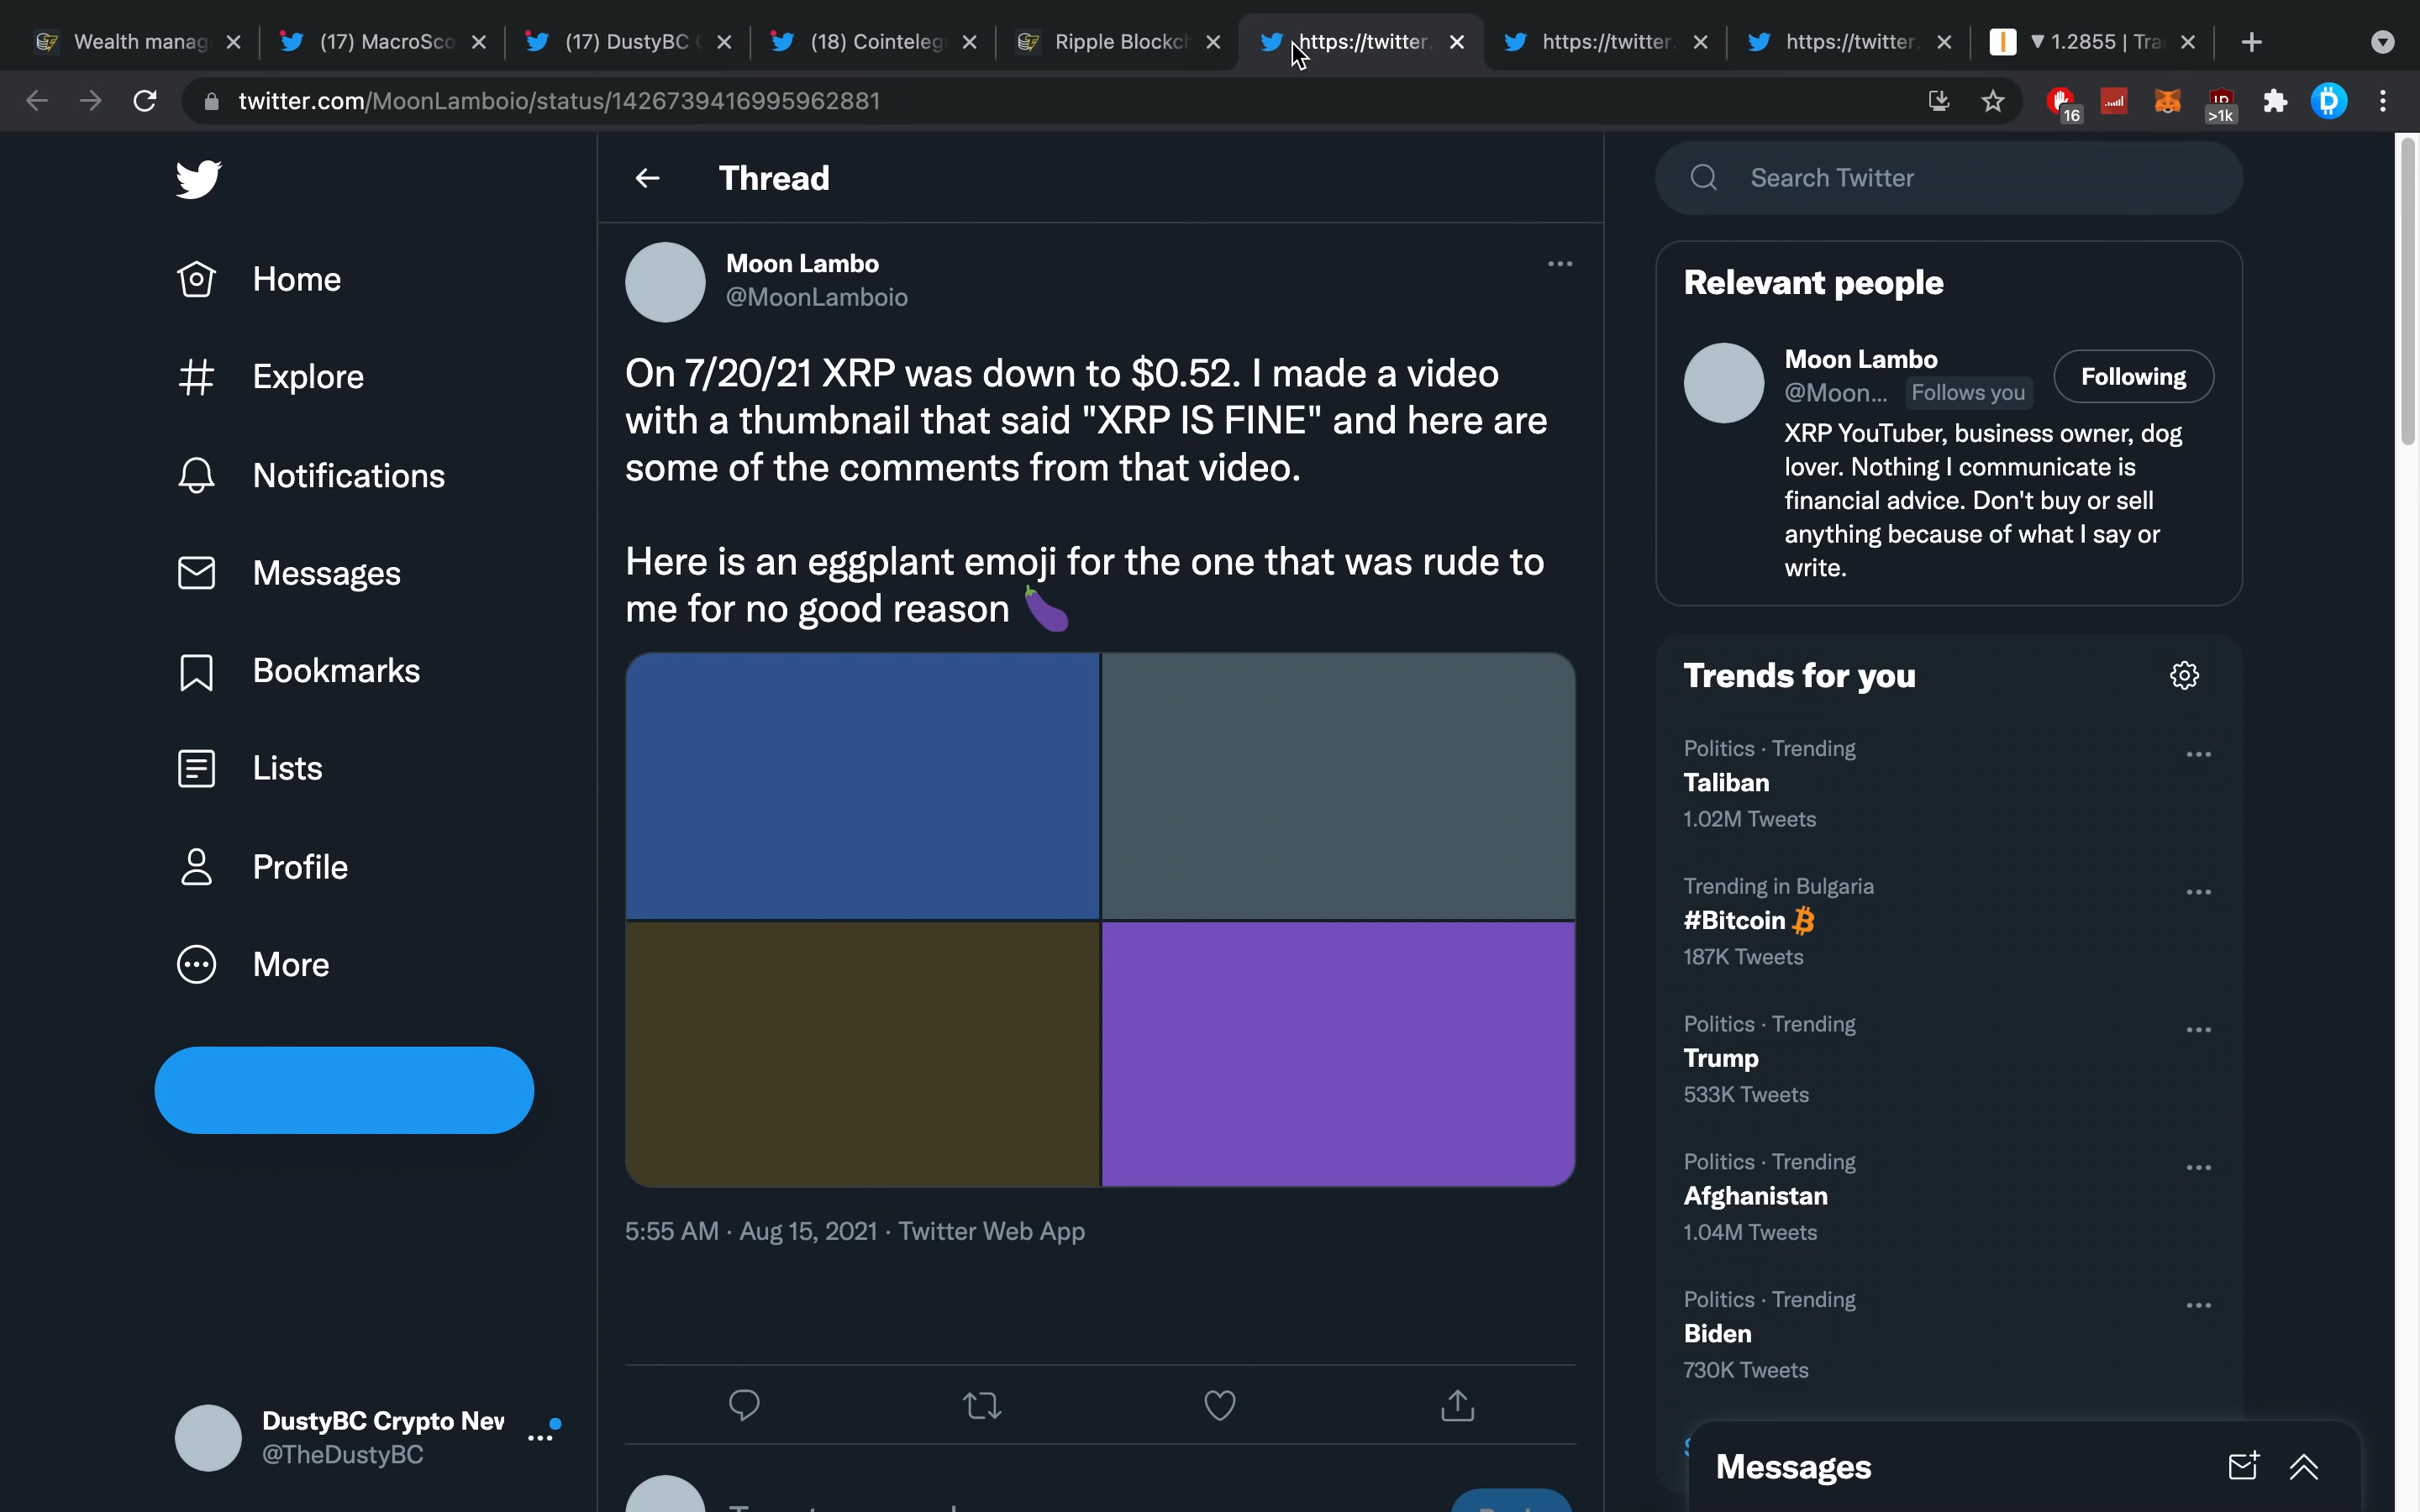 Wealth manag
(17) MacroSco
(17) DustyBC
(18) Cointeleg
Ripple Blockc
https://twitter.
https://twitter.
https://twitter.
▼ 1.2855 | Tra
twitter.com/MoonLamboio/status/1426739416995962881
16
>1k
Home
Explore
Notifications
Messages
Bookmarks
Lists
Profile
More
DustyBC Crypto Nev
@TheDustyBC
Thread
Moon Lambo
@MoonLamboio
On 7/20/21 XRP was down to $0.52. I made a video
with a thumbnail that said "XRP IS FINE" and here are
some of the comments from that video.
Here is an eggplant emoji for the one that was rude to
me for no good reason 🍆
5:55 AM · Aug 15, 2021 · Twitter Web App
Search Twitter
Relevant people
Moon Lambo
@Moon... Follows you
Following
XRP YouTuber, business owner, dog
lover. Nothing I communicate is
financial advice. Don't buy or sell
anything because of what I say or
write.
Trends for you
Politics · Trending
Taliban
1.02M Tweets
Trending in Bulgaria
#Bitcoin
187K Tweets
Politics · Trending
Trump
533K Tweets
Politics · Trending
Afghanistan
1.04M Tweets
Politics · Trending
Biden
730K Tweets
Messages